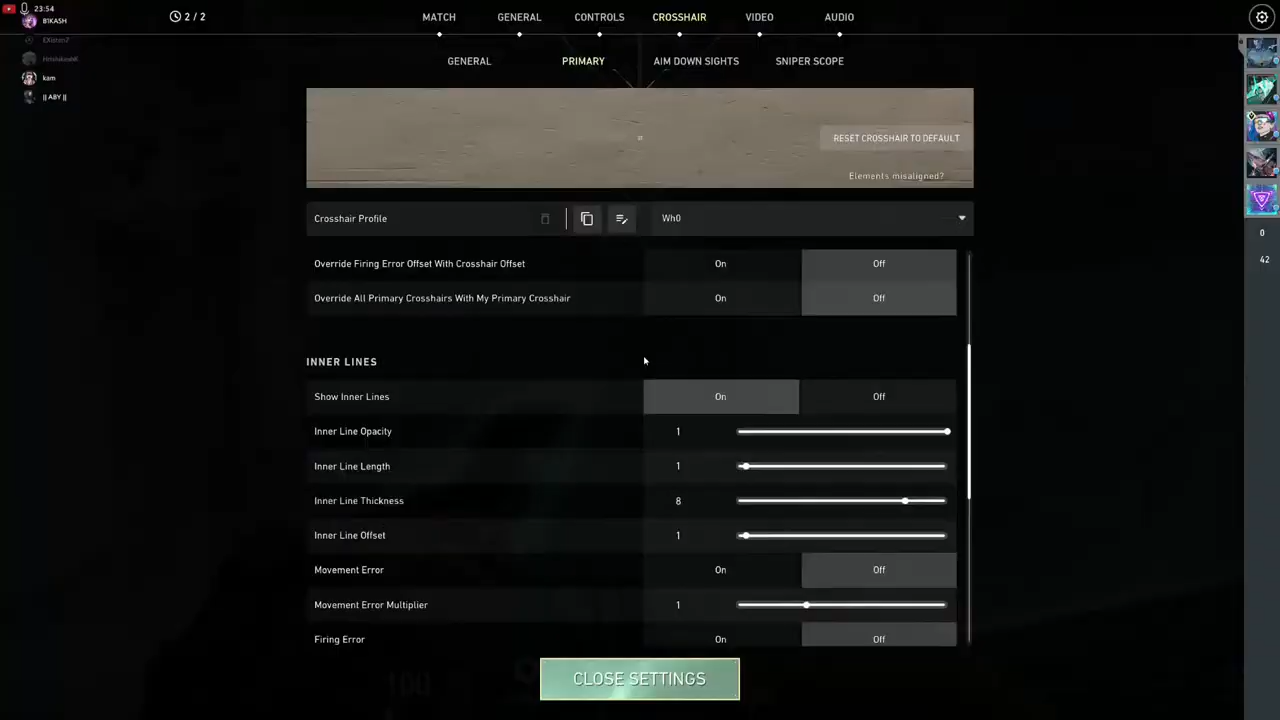 23:54
B1KASH
2 / 2
MATCH
GENERAL
CONTROLS
CROSSHAIR
VIDEO
AUDIO
GENERAL
PRIMARY
AIM DOWN SIGHTS
SNIPER SCOPE
kam
|| ABY ||
RESET CROSSHAIR TO DEFAULT
Elements misaligned?
Crosshair Profile
Wh0
0
42
Override Firing Error Offset With Crosshair Offset On Off
Override All Primary Crosshairs With My Primary Crosshair On Off
INNER LINES
Show Inner Lines On Off
Inner Line Opacity 1
Inner Line Length 1
Inner Line Thickness 8
Inner Line Offset 1
Movement Error On Off
Movement Error Multiplier 1
Firing Error On Off
CLOSE SETTINGS
100